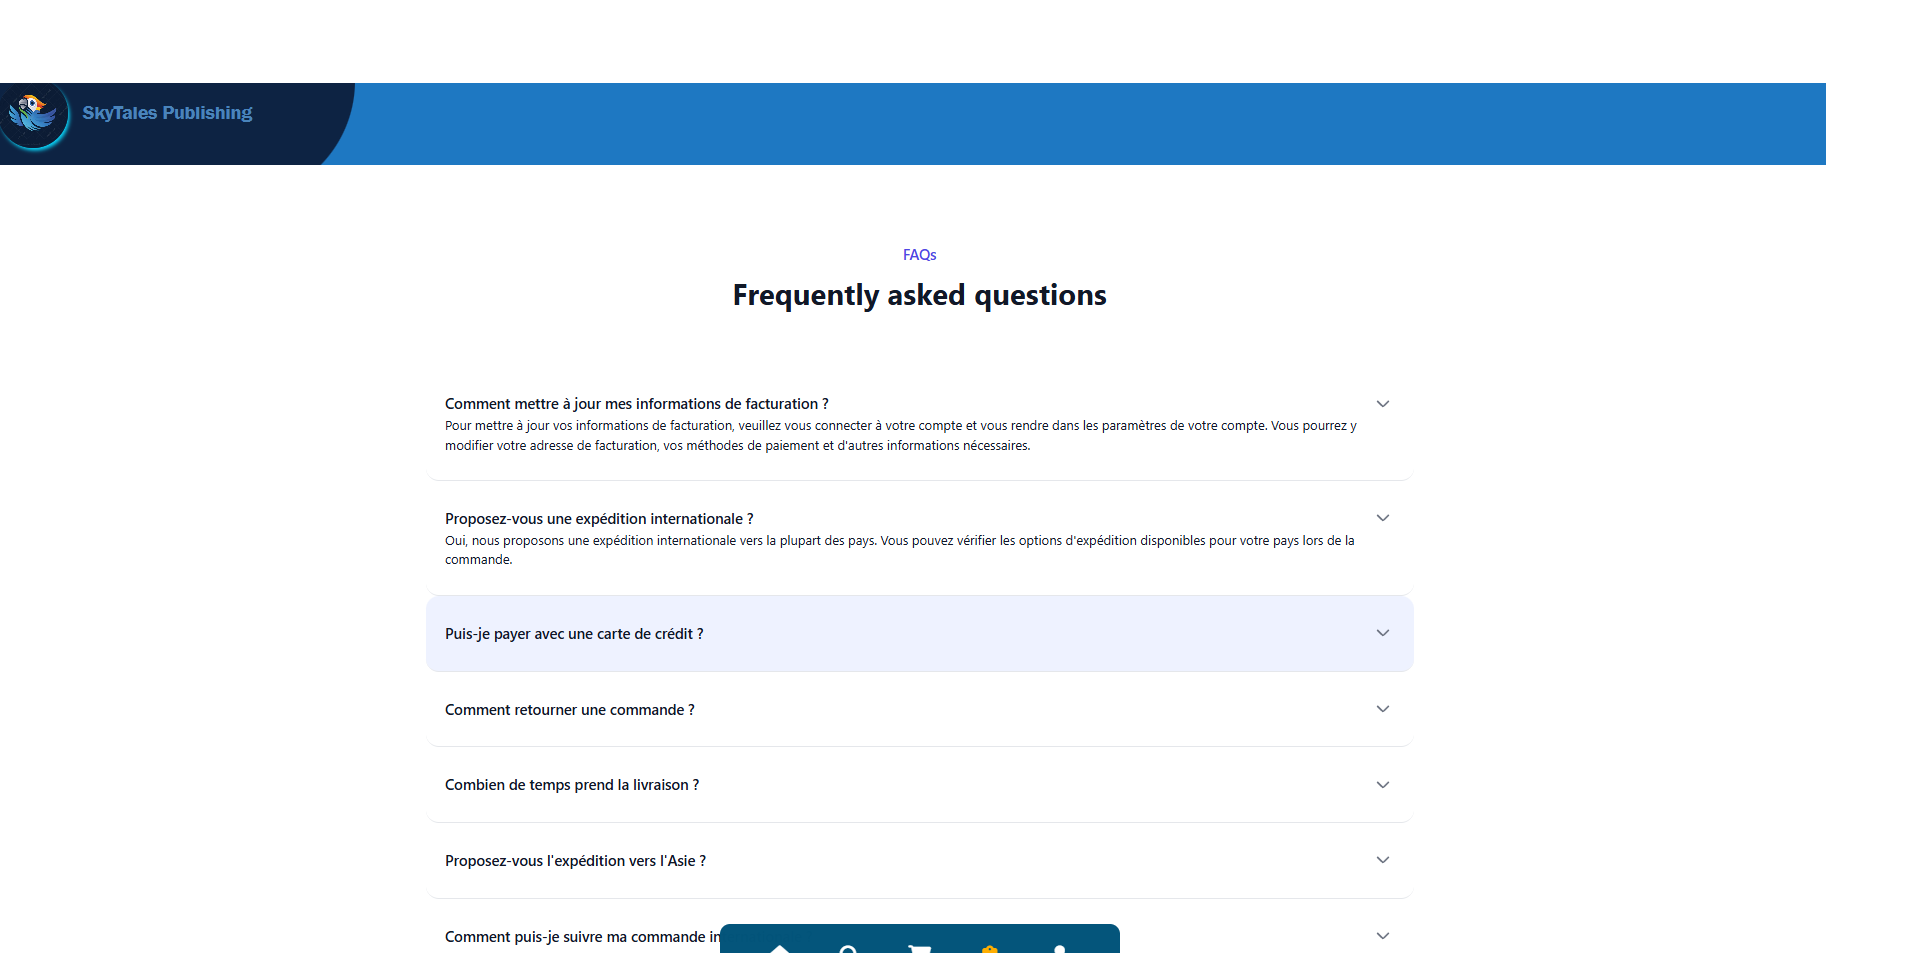 SkyTales Publishing
FAQs
Frequently asked questions
Comment mettre à jour mes informations de facturation ?
Pour mettre à jour vos informations de facturation, veuillez vous connecter à votre compte et vous rendre dans les paramètres de votre compte. Vous pourrez y
modifier votre adresse de facturation, vos méthodes de paiement et d'autres informations nécessaires.
Proposez-vous une expédition internationale ?
Oui, nous proposons une expédition internationale vers la plupart des pays. Vous pouvez vérifier les options d'expédition disponibles pour votre pays lors de la
commande.
Puis-je payer avec une carte de crédit ?
Comment retourner une commande ?
Combien de temps prend la livraison ?
Proposez-vous l'expédition vers l'Asie ?
Comment puis-je suivre ma commande